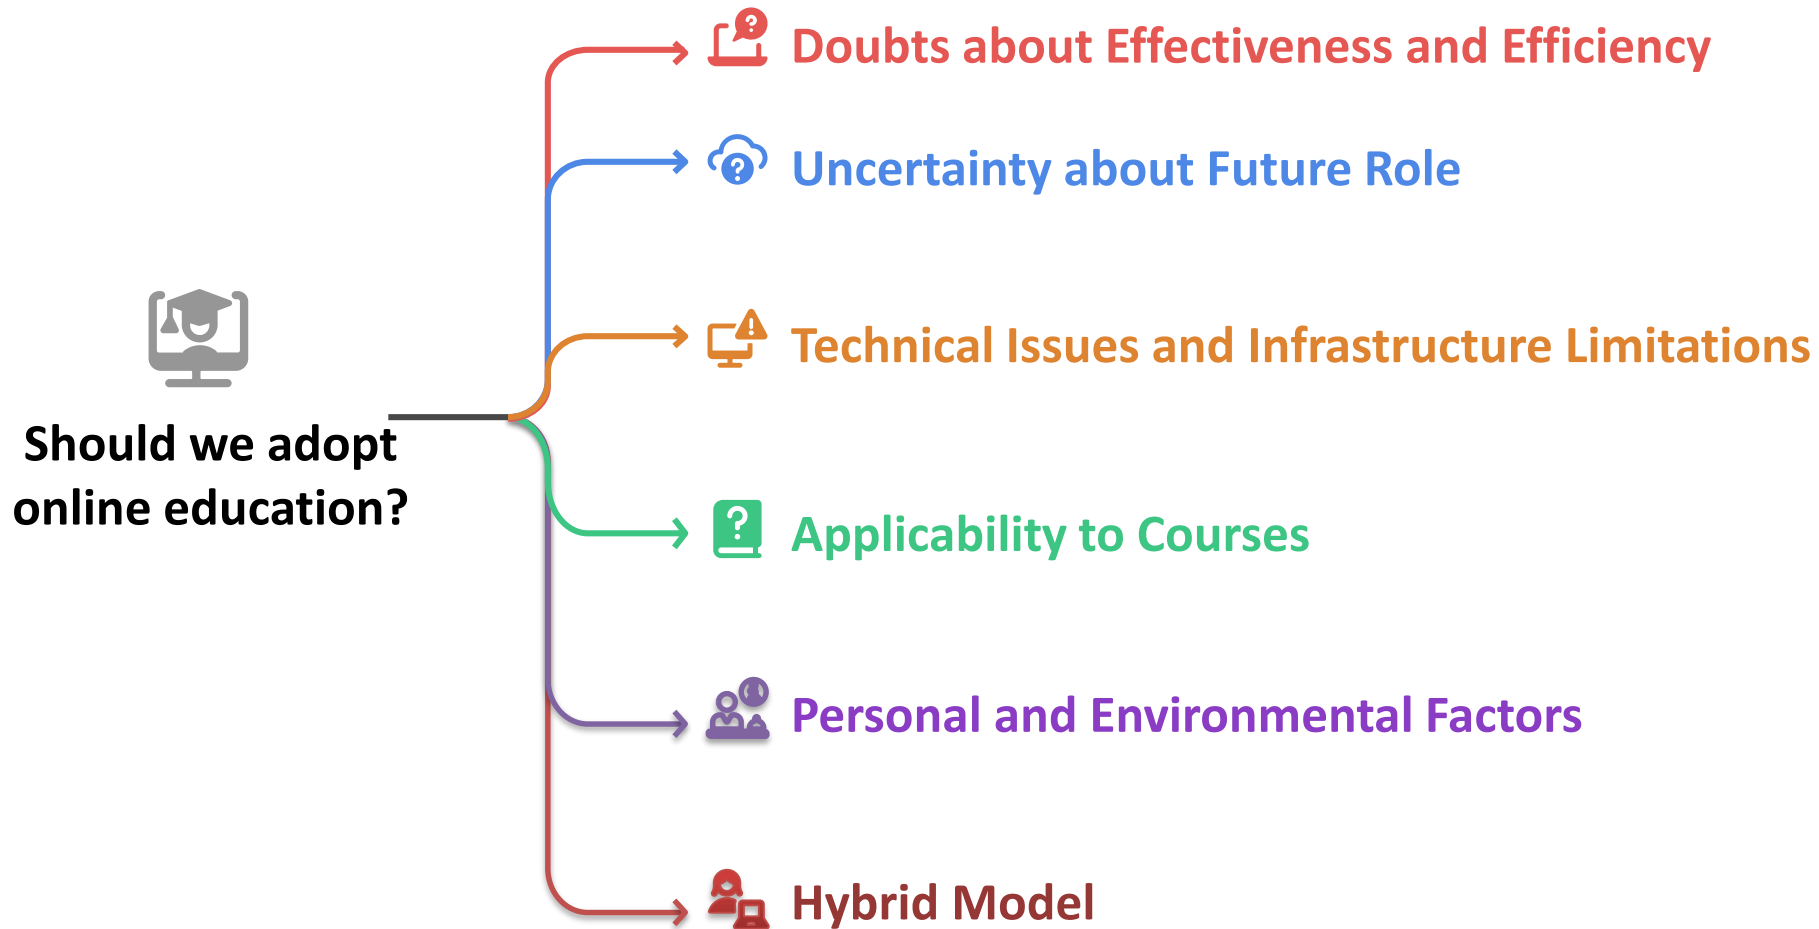 Doubts about Effectiveness and Efficiency
Uncertainty about Future Role
Technical Issues and Infrastructure Limitations
Should we adopt
online education?
Applicability to Courses
Personal and Environmental Factors
Hybrid Model